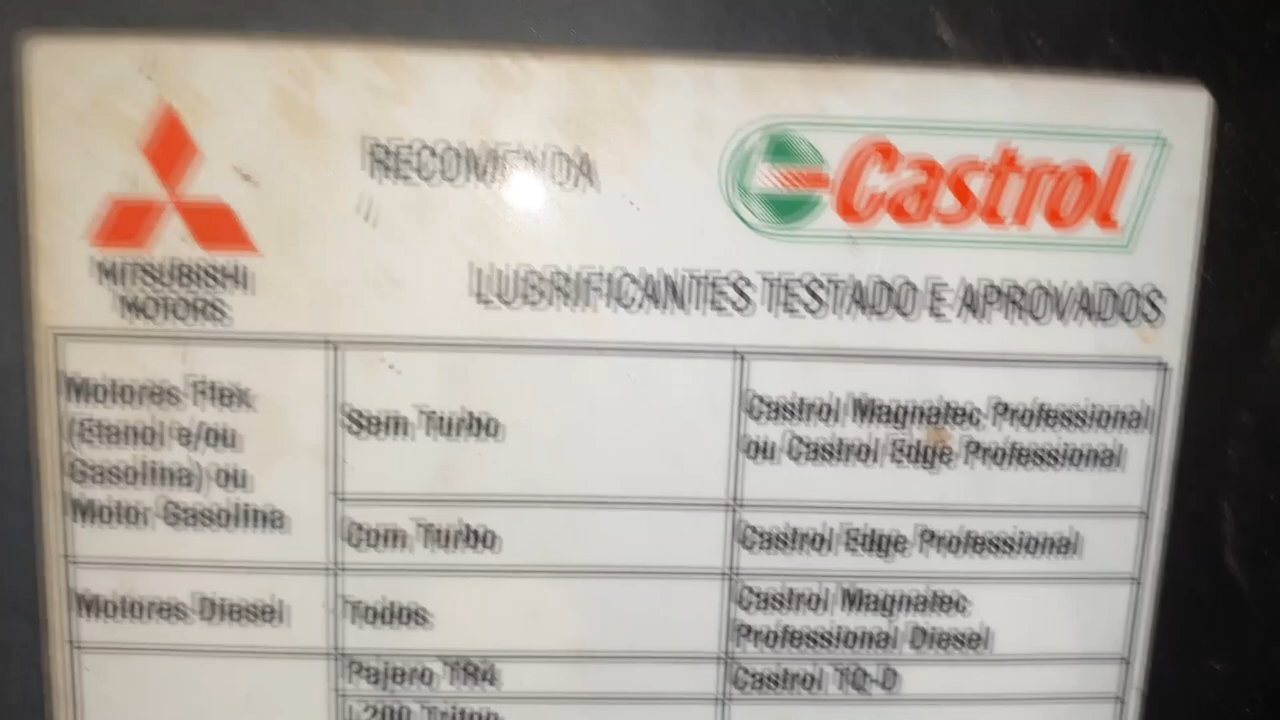 RECOMENDA
Castrol
MITSUBISHI
MOTORS
LUBRIFICANTES TESTADO E APROVADOS
Motores Flex
(Etanol e/ou
Gasolina) ou
Motor Gasolina
Sem Turbo
Castrol Magnatec Professional
ou Castrol Edge Professional
Com Turbo
Castrol Edge Professional
Motores Diesel
Todos
Castrol Magnatec
Professional Diesel
Pajero TR4
Castrol TQ-D
L200 Triton